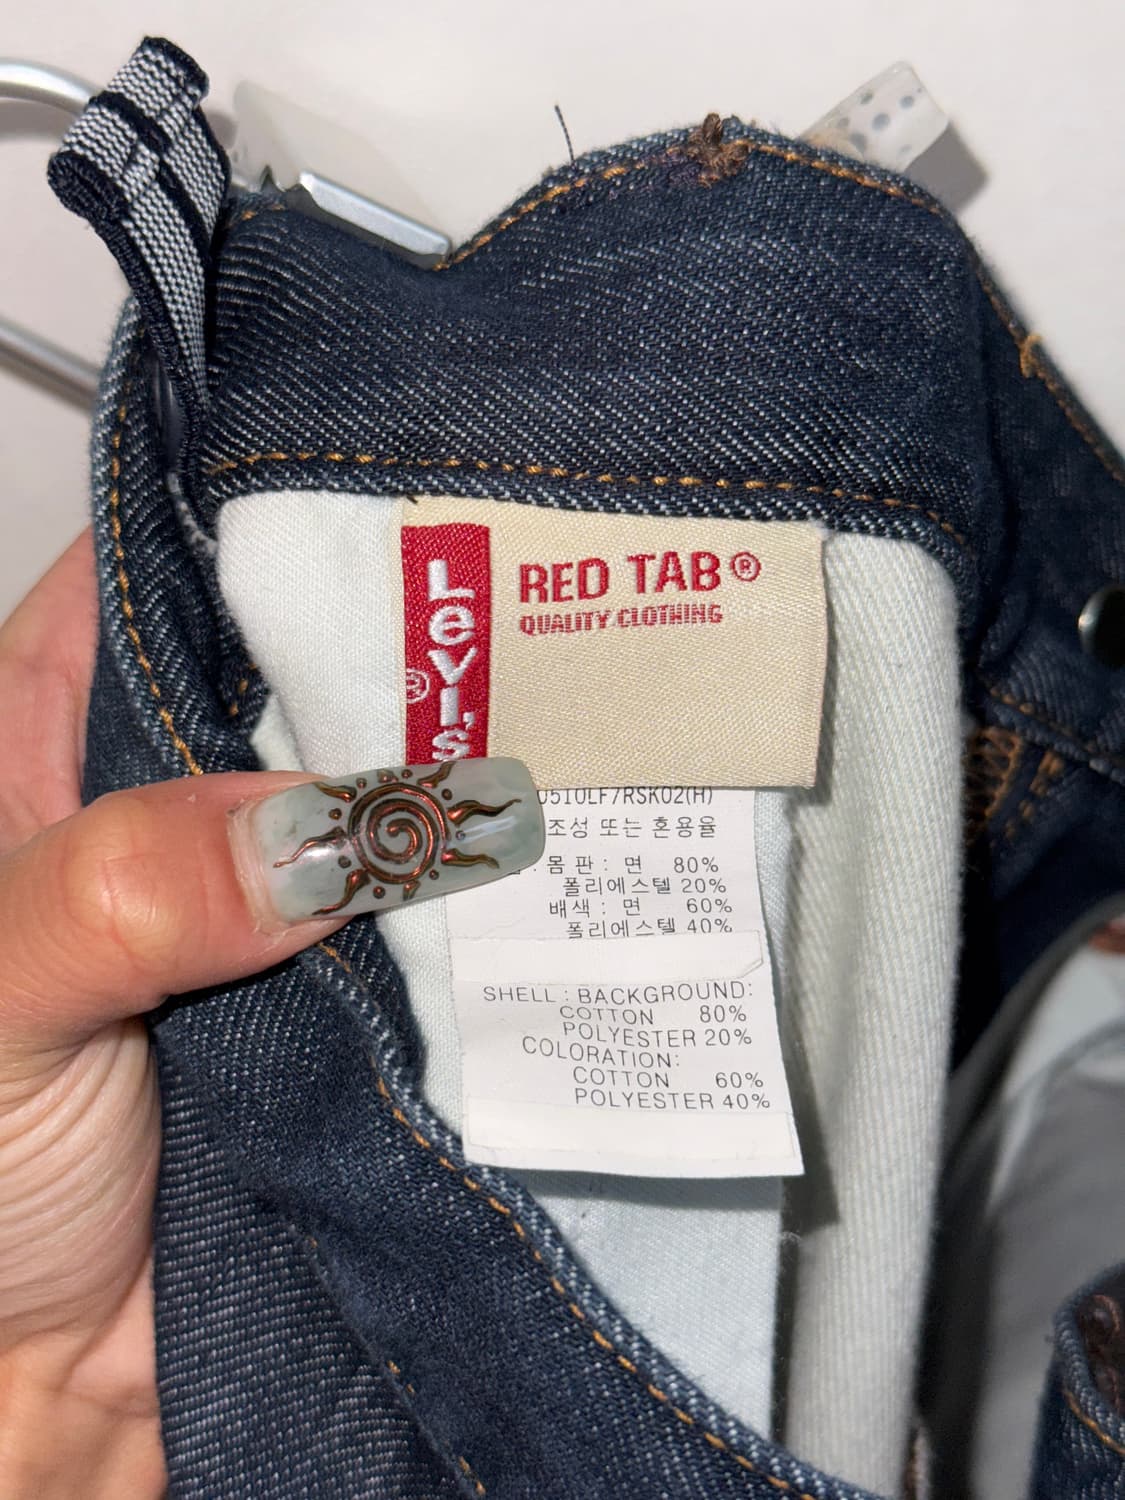 Levi's
®
RED TAB®
QUALITY CLOTHING
0510LF7RSK02(H)
조성 또는 혼용율
: 몸 판 : 면 80%
폴리에스텔 20%
배색 : 면 60%
폴리에스텔 40%
SHELL : BACKGROUND:
COTTON 80%
POLYESTER 20%
COLORATION:
COTTON 60%
POLYESTER 40%